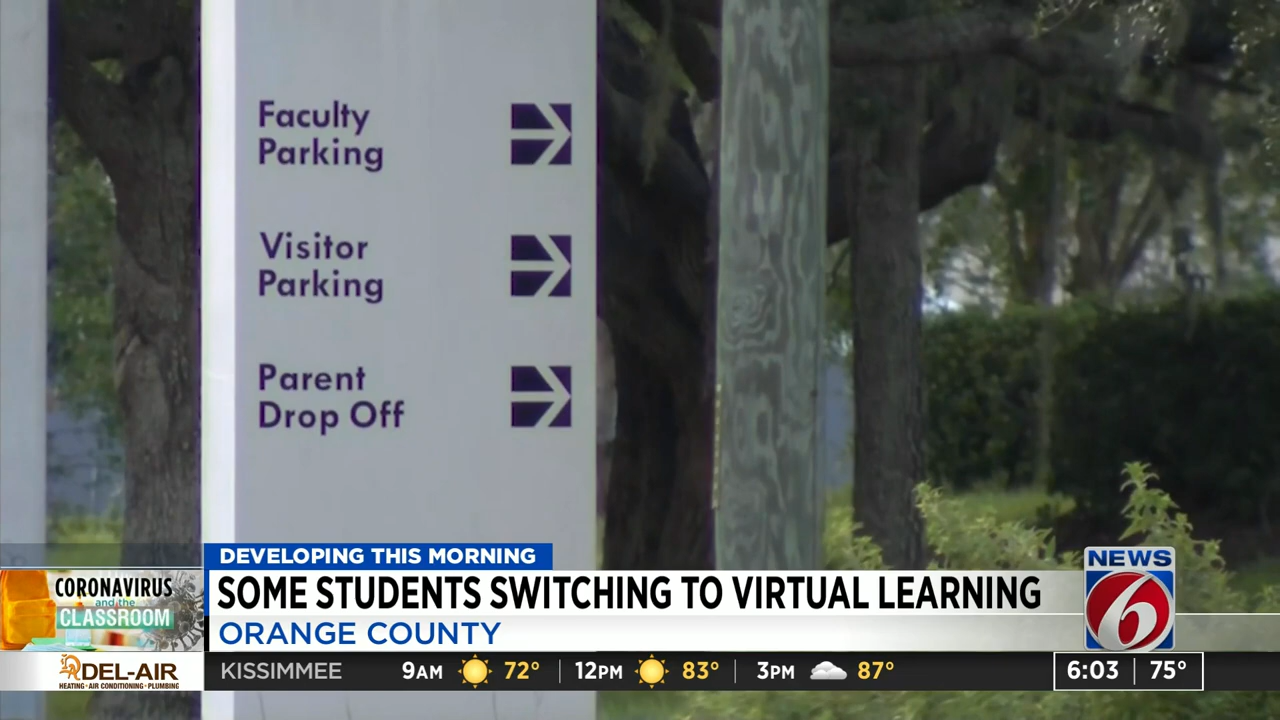 Faculty
Parking
Visitor
Parking
Parent
Drop Off
DEVELOPING THIS MORNING
CORONAVIRUS
and the
CLASSROOM
SOME STUDENTS SWITCHING TO VIRTUAL LEARNING
ORANGE COUNTY
NEWS
6
DEL-AIR
HEATING · AIR CONDITIONING · PLUMBING
KISSIMMEE 9AM 72° 12PM 83° 3PM 87°
6:03 75°